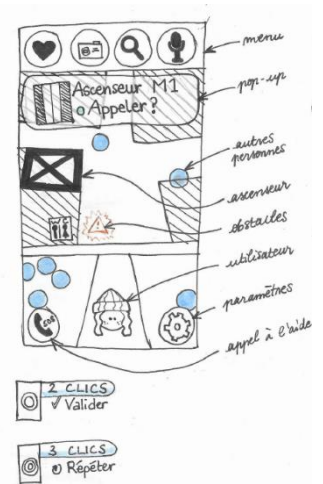 menu
Ascenseur M1
Appeler?
pop-up
autres
personnes
ascenseur
obstacles
utilisateur
paramètres
SOS
appel à l'aide
2 CLICS
Valider
3 CLICS
Répéter